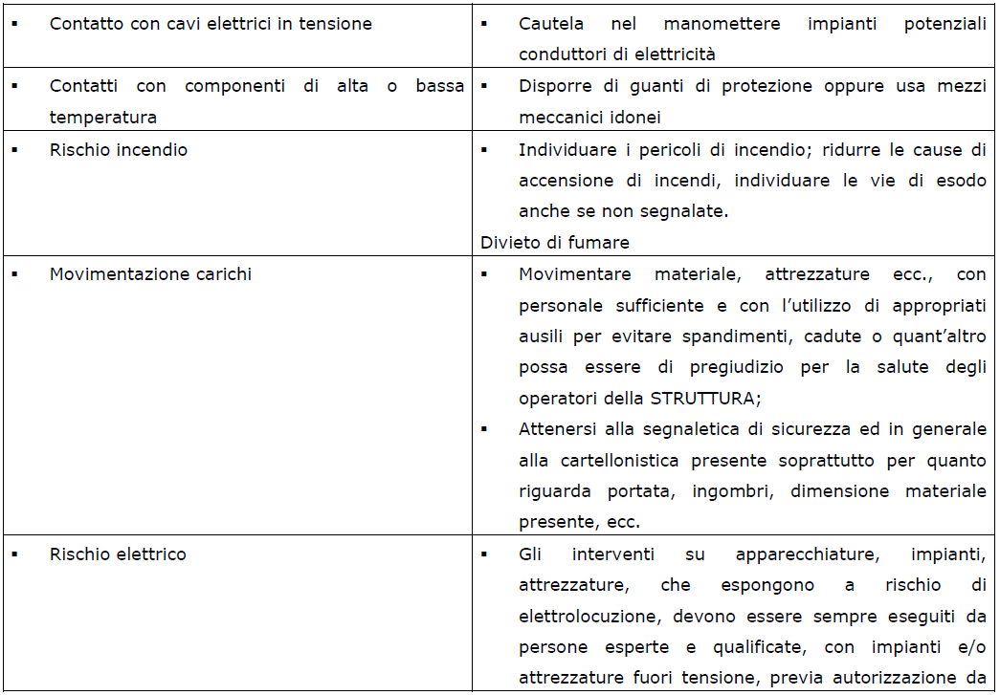 ▪ Contatto con cavi elettrici in tensione
▪ Cautela nel manomettere impianti potenziali
conduttori di elettricità
▪ Contatti con componenti di alta o bassa
temperatura
▪ Disporre di guanti di protezione oppure usa mezzi
meccanici idonei
▪ Rischio incendio
▪ Individuare i pericoli di incendio; ridurre le cause di
accensione di incendi, individuare le vie di esodo
anche se non segnalate.
Divieto di fumare
▪ Movimentazione carichi
▪ Movimentare materiale, attrezzature ecc., con
personale sufficiente e con l’utilizzo di appropriati
ausili per evitare spandimenti, cadute o quant’altro
possa essere di pregiudizio per la salute degli
operatori della STRUTTURA;
▪ Attenersi alla segnaletica di sicurezza ed in generale
alla cartellonistica presente soprattutto per quanto
riguarda portata, ingombri, dimensione materiale
presente, ecc.
▪ Rischio elettrico
▪ Gli interventi su apparecchiature, impianti,
attrezzature, che espongono a rischio di
elettrolocuzione, devono essere sempre eseguiti da
persone esperte e qualificate, con impianti e/o
attrezzature fuori tensione, previa autorizzazione da